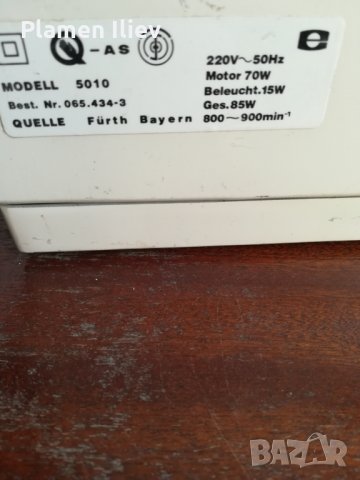 Plamen Iliev
Q-AS
MODELL 5010
Best. Nr. 065.434-3
QUELLE Fürth Bayern
e
220V~50Hz
Motor 70W
Beleucht.15W
Ges.85W
800~900min⁻¹
BAZAR